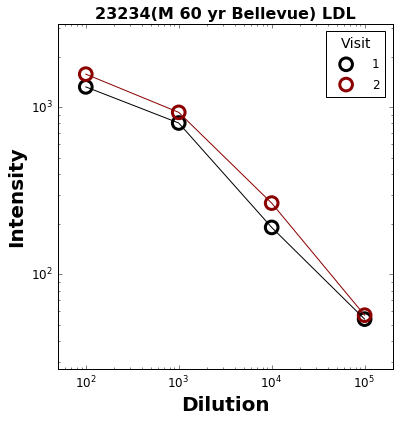 23234(M 60 yr Bellevue) LDL
Visit
1
2
10³
10²
Intensity
10² 10³ 10⁴ 10⁵
Dilution